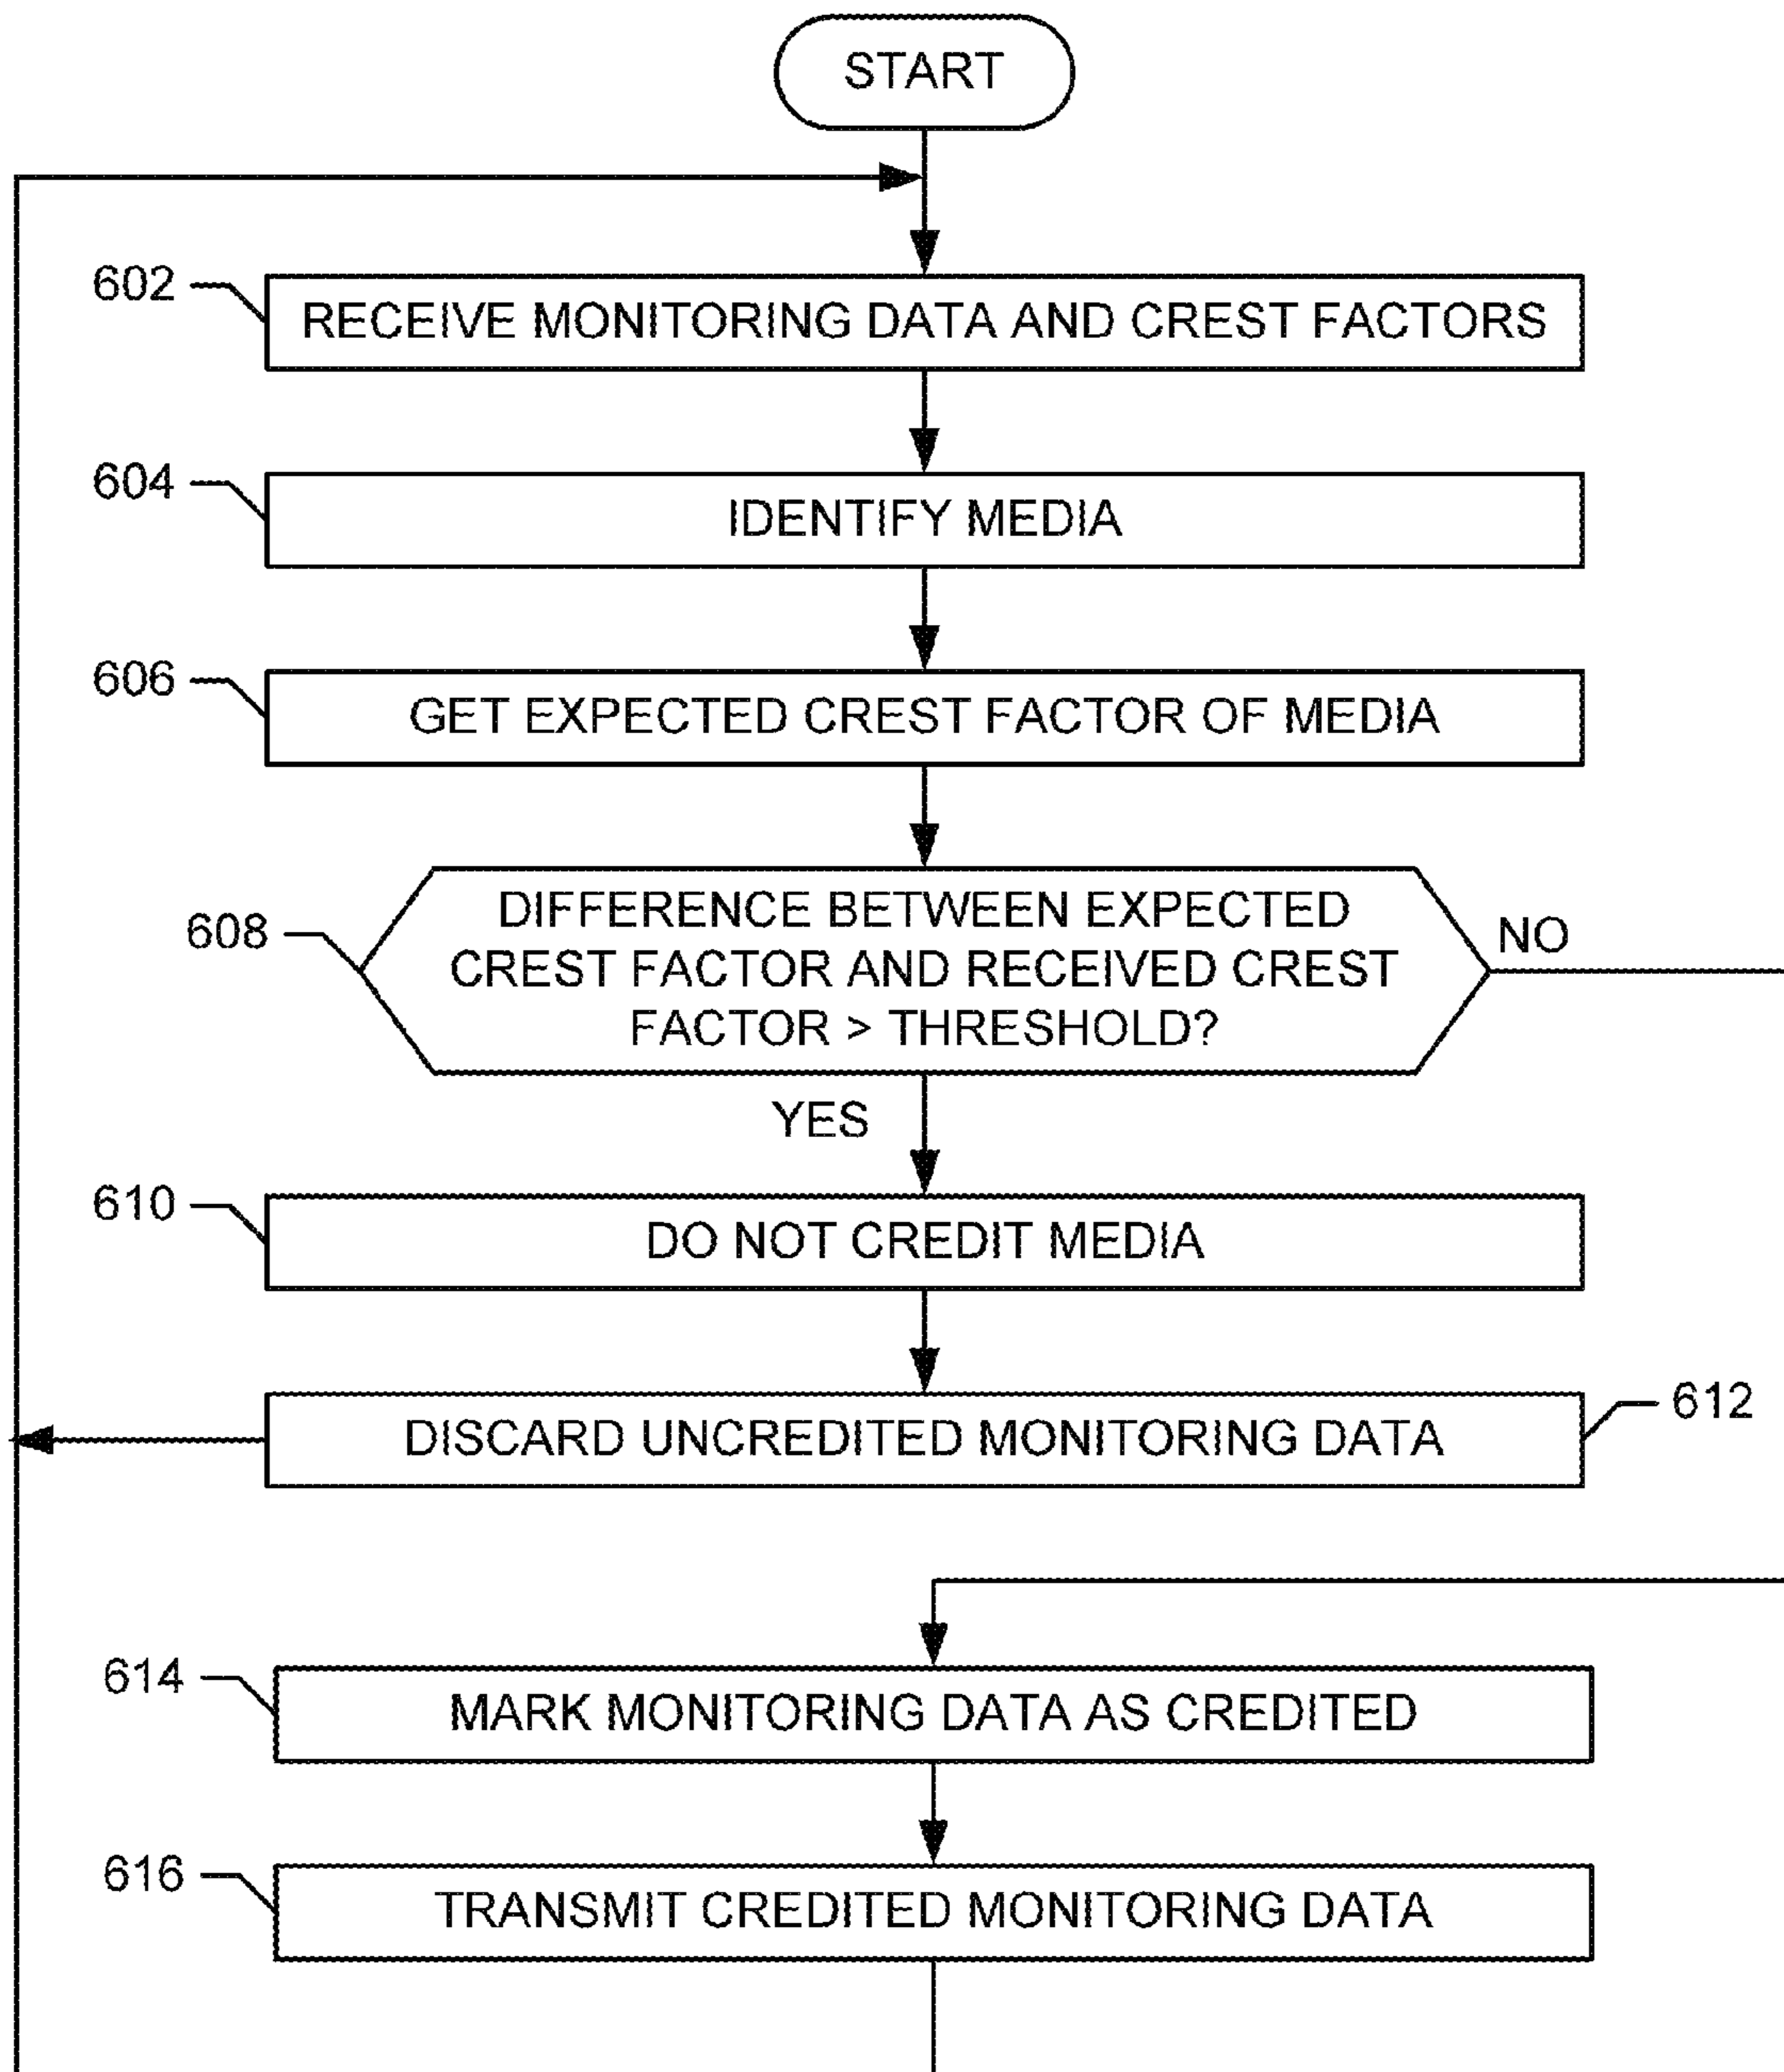 START
602
RECEIVE MONITORING DATA AND CREST FACTORS
604
IDENTIFY MEDIA
606
GET EXPECTED CREST FACTOR OF MEDIA
608
DIFFERENCE BETWEEN EXPECTED
CREST FACTOR AND RECEIVED CREST
FACTOR > THRESHOLD?
NO
YES
610
DO NOT CREDIT MEDIA
DISCARD UNCREDITED MONITORING DATA
612
614
MARK MONITORING DATA AS CREDITED
616
TRANSMIT CREDITED MONITORING DATA